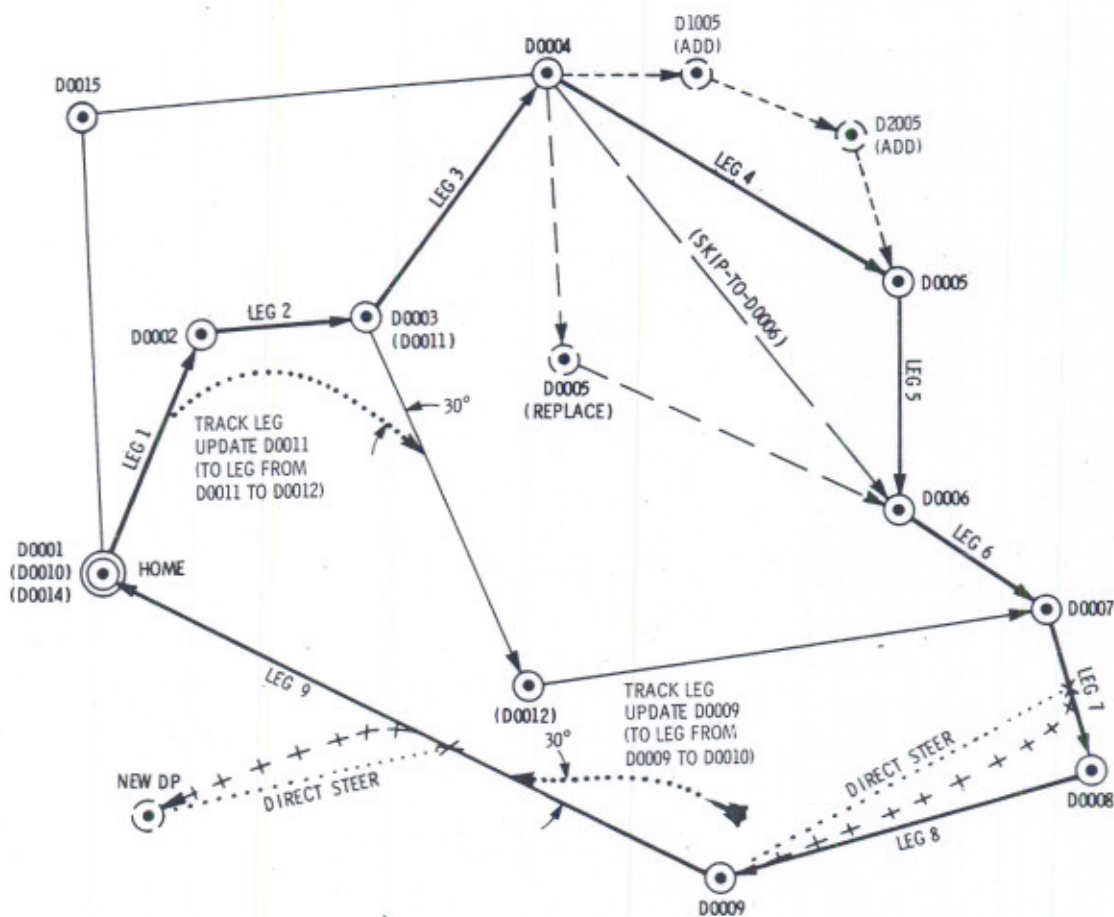 D1005
(ADD)
D0004
D0015
D2005
(ADD)
LEG 3
LEG 4
(SKIP-TO-D0006)
D0005
LEG 2
D0002
D0003
(D0011)
D0005
(REPLACE)
LEG 5
30°
LEG 1
TRACK LEG
UPDATE D0011
(TO LEG FROM
D0011 TO D0012)
D0006
LEG 6
D0001
(D0010)
(D0014)
HOME
D0007
LEG 9
(D0012)
TRACK LEG
UPDATE D0009
(TO LEG FROM
D0009 TO D0010)
30°
LEG 7
NEW DP
DIRECT STEER
DIRECT STEER
D0008
LEG 8
D0009